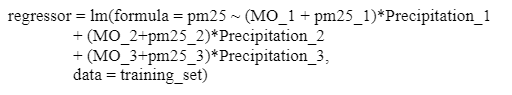 regressor = lm(formula = pm25 ~ (MO_1 + pm25_1)*Precipitation_1
+ (MO_2+pm25_2)*Precipitation_2
+ (MO_3+pm25_3)*Precipitation_3,
data = training_set)